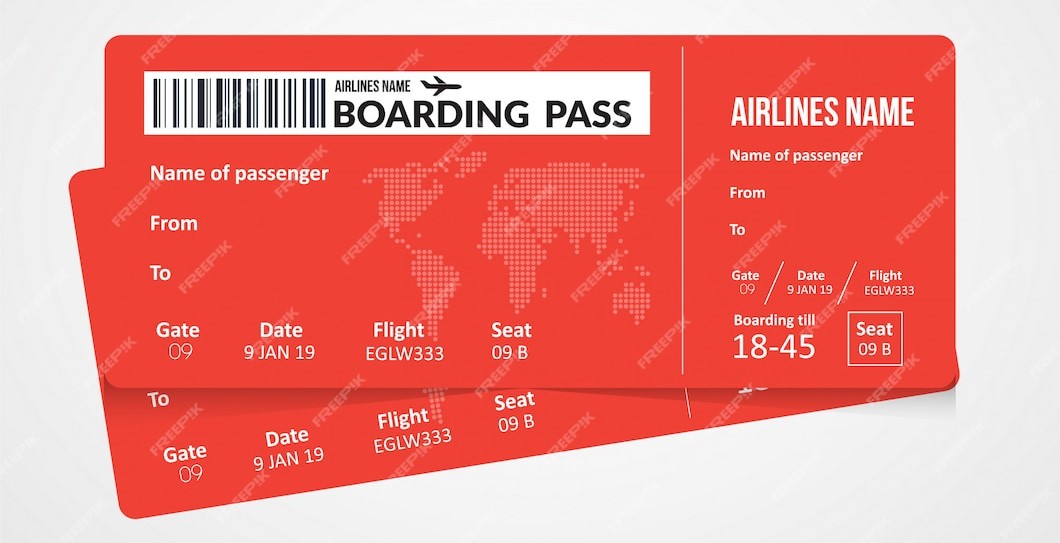 AIRLINES NAME
BOARDING PASS
Name of passenger
From
To
Gate Date Flight Seat
09 9 JAN 19 EGLW333 09 B
AIRLINES NAME
Name of passenger
From
To
Gate Date Flight
09 9 JAN 19 EGLW333
Boarding till
18-45
Seat
09 B
To
Gate Date Flight Seat
09 9 JAN 19 EGLW333 09 B
FREEPIK